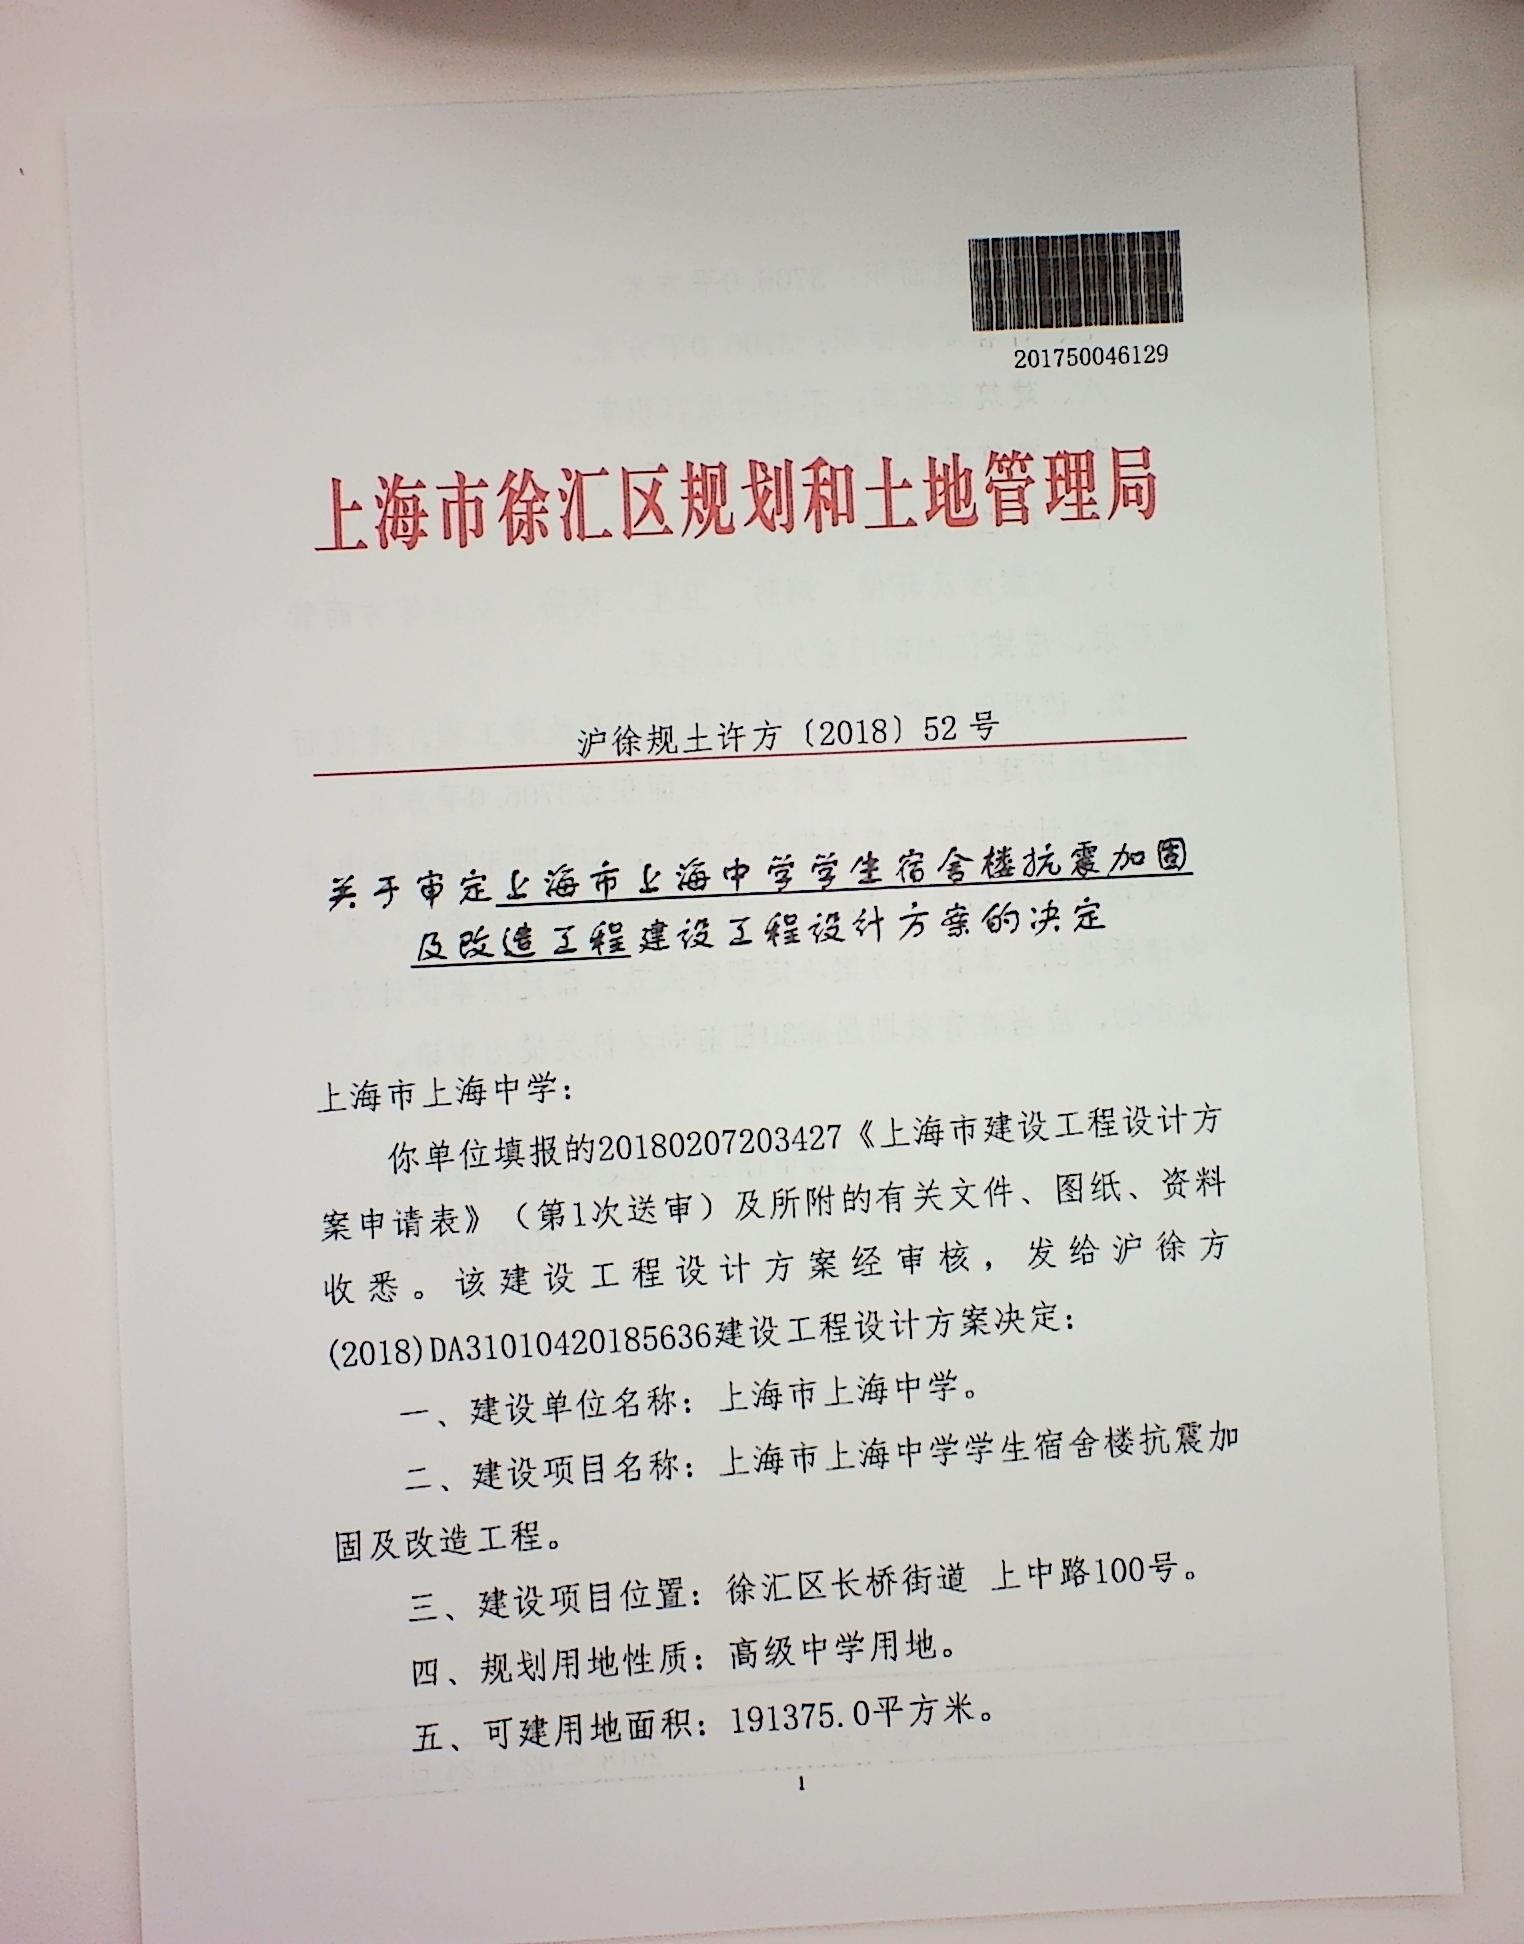 201750046129
上海市徐汇区规划和土地管理局
沪徐规土许方〔2018〕52号
关于审定上海市上海中学学生宿舍楼抗震加固
及改造工程建设工程设计方案的决定
上海市上海中学：
你单位填报的20180207203427《上海市建设工程设计方
案申请表》（第1次送审）及所附的有关文件、图纸、资料
收悉。该建设工程设计方案经审核，发给沪徐方
(2018)DA31010420185636建设工程设计方案决定：
一、建设单位名称：上海市上海中学。
二、建设项目名称：上海市上海中学学生宿舍楼抗震加
固及改造工程。
三、建设项目位置：徐汇区长桥街道 上中路100号。
四、规划用地性质：高级中学用地。
五、可建用地面积：191375.0平方米。
1